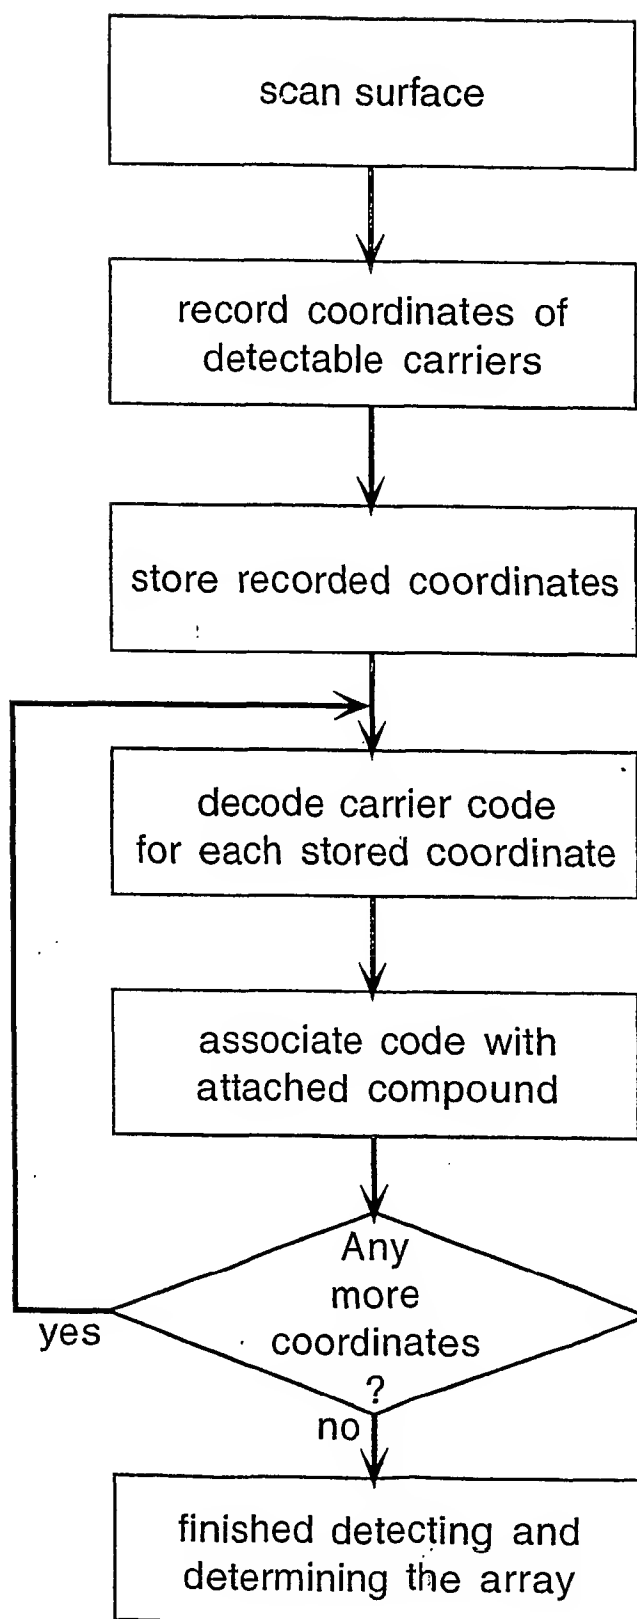 scan surface
record coordinates of
detectable carriers
store recorded coordinates
decode carrier code
for each stored coordinate
associate code with
attached compound
Any
more
coordinates
?
yes
no
finished detecting and
determining the array